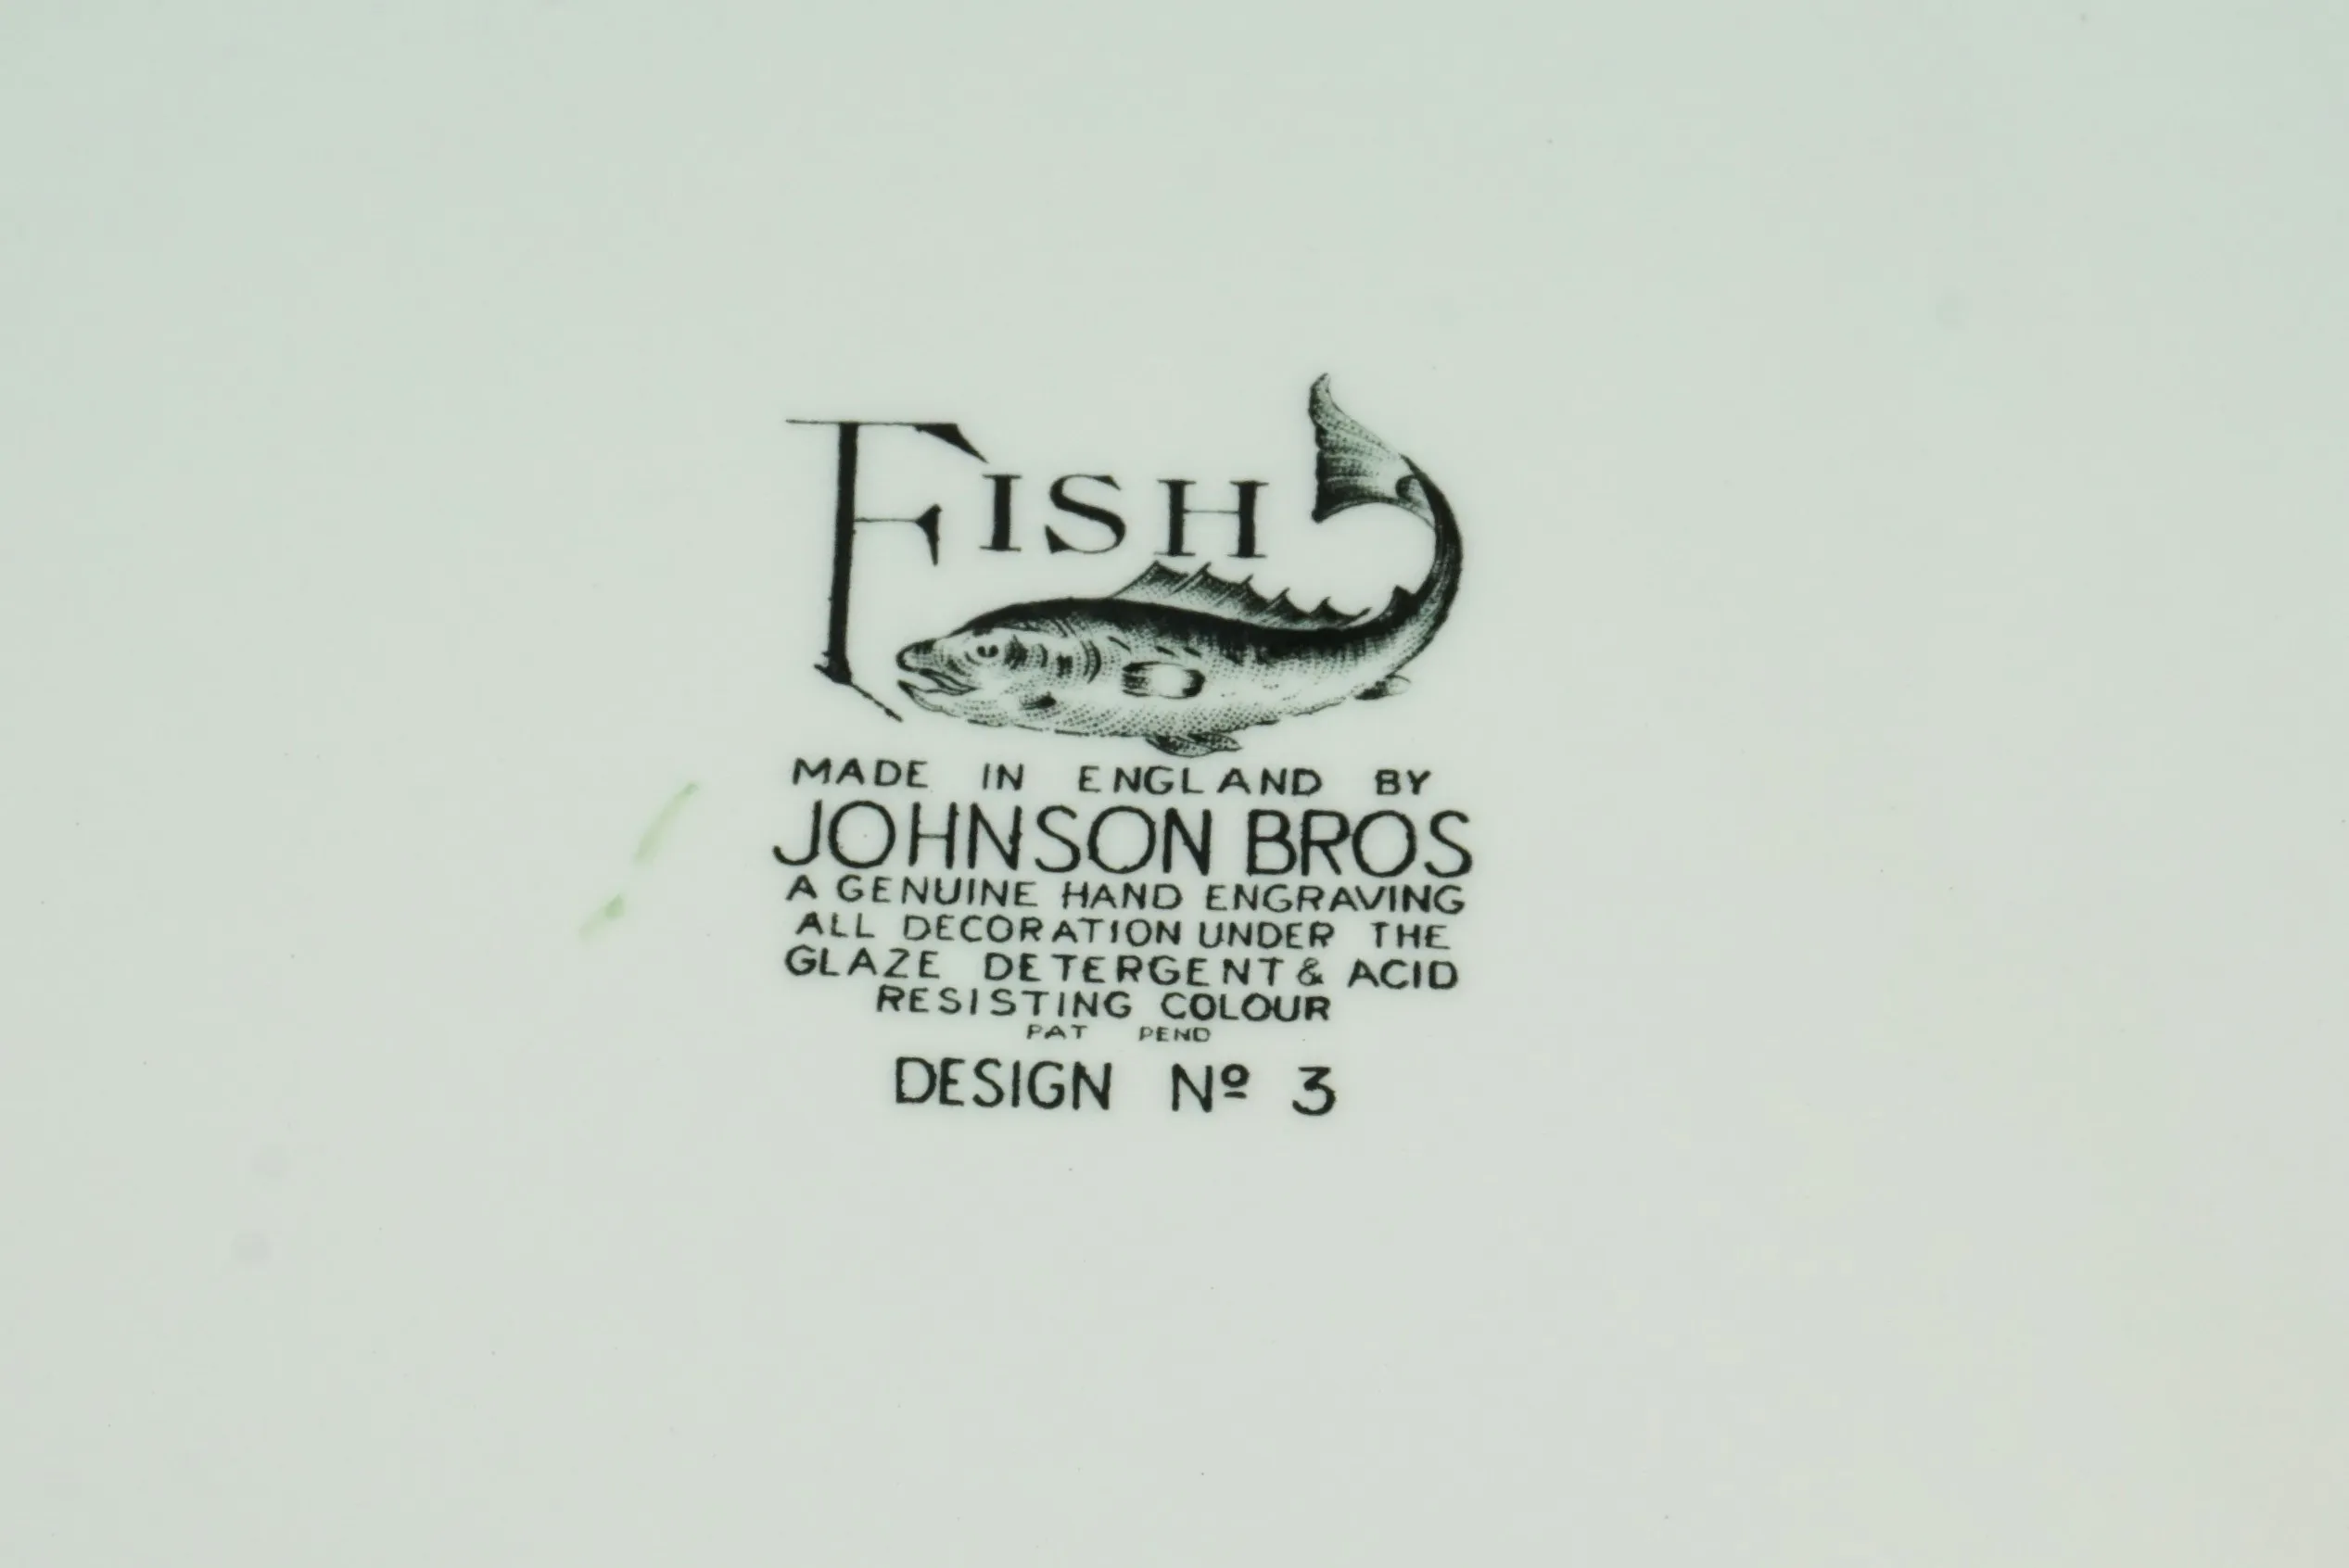 FISH
MADE IN ENGLAND BY
JOHNSON BROS
A GENUINE HAND ENGRAVING
ALL DECORATION UNDER THE
GLAZE DETERGENT & ACID
RESISTING COLOUR
PAT PEND
DESIGN Nº 3